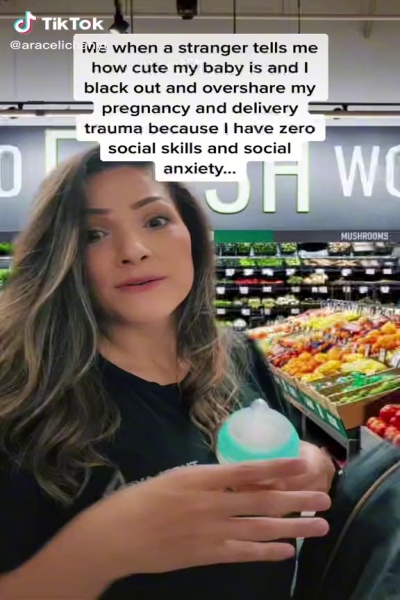 TikTok
Me when a stranger tells me
how cute my baby is and I
black out and overshare my
pregnancy and delivery
trauma because I have zero
social skills and social
anxiety...
SH
MUSHROOMS